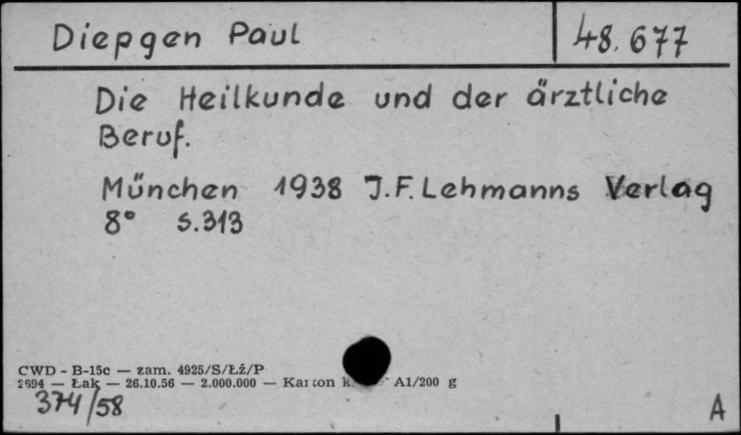 Diepgen Paul 48.677
Die Heilkunde und der ärztliche
Beruf.
München 1938 J.F. Lehmanns Verlag
8° S.313
CWD - B-15c — zam. 4925/S/Łź/P
2694 — Łak — 26.10.56 — 2.000.000 — Karton A1/200 g
374/58
A